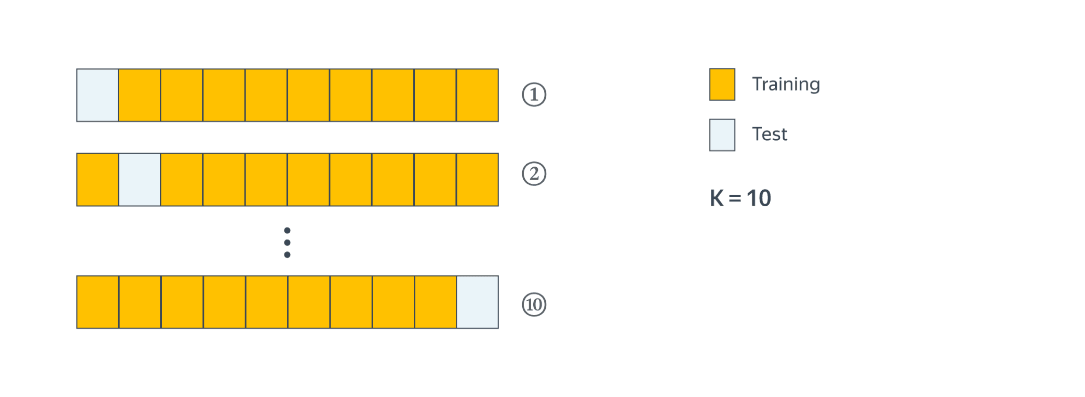 ①
Training
②
Test
K = 10
⑩